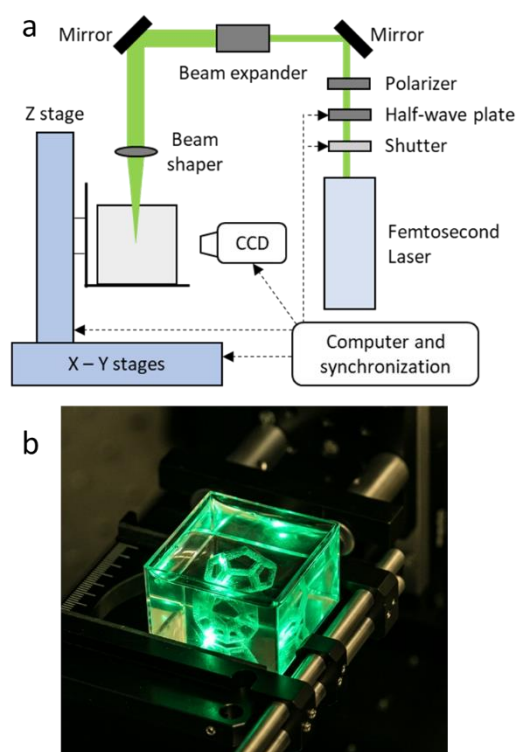 a
Mirror
Mirror
Beam expander
Polarizer
Z stage
Half-wave plate
Beam
shaper
Shutter
CCD
Femtosecond
Laser
Computer and
synchronization
X – Y stages
b